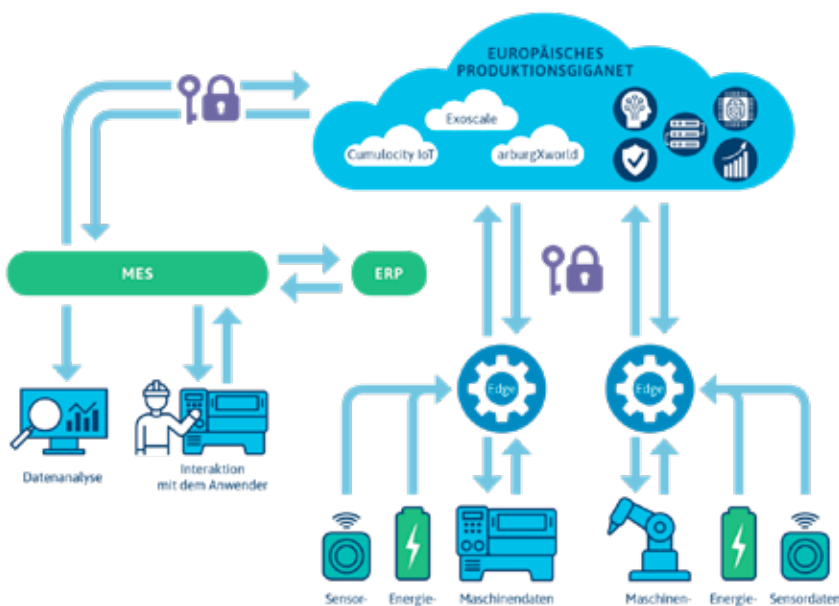 EUROPÄISCHES
PRODUKTIONSGIGANET
Exoscale
Cumulocity IoT
arburgXworld
MES
ERP
Edge
Edge
Datenanalyse
Interaktion
mit dem Anwender
Sensor-
Energie-
Maschinendaten
Maschinen-
Energie-
Sensordaten